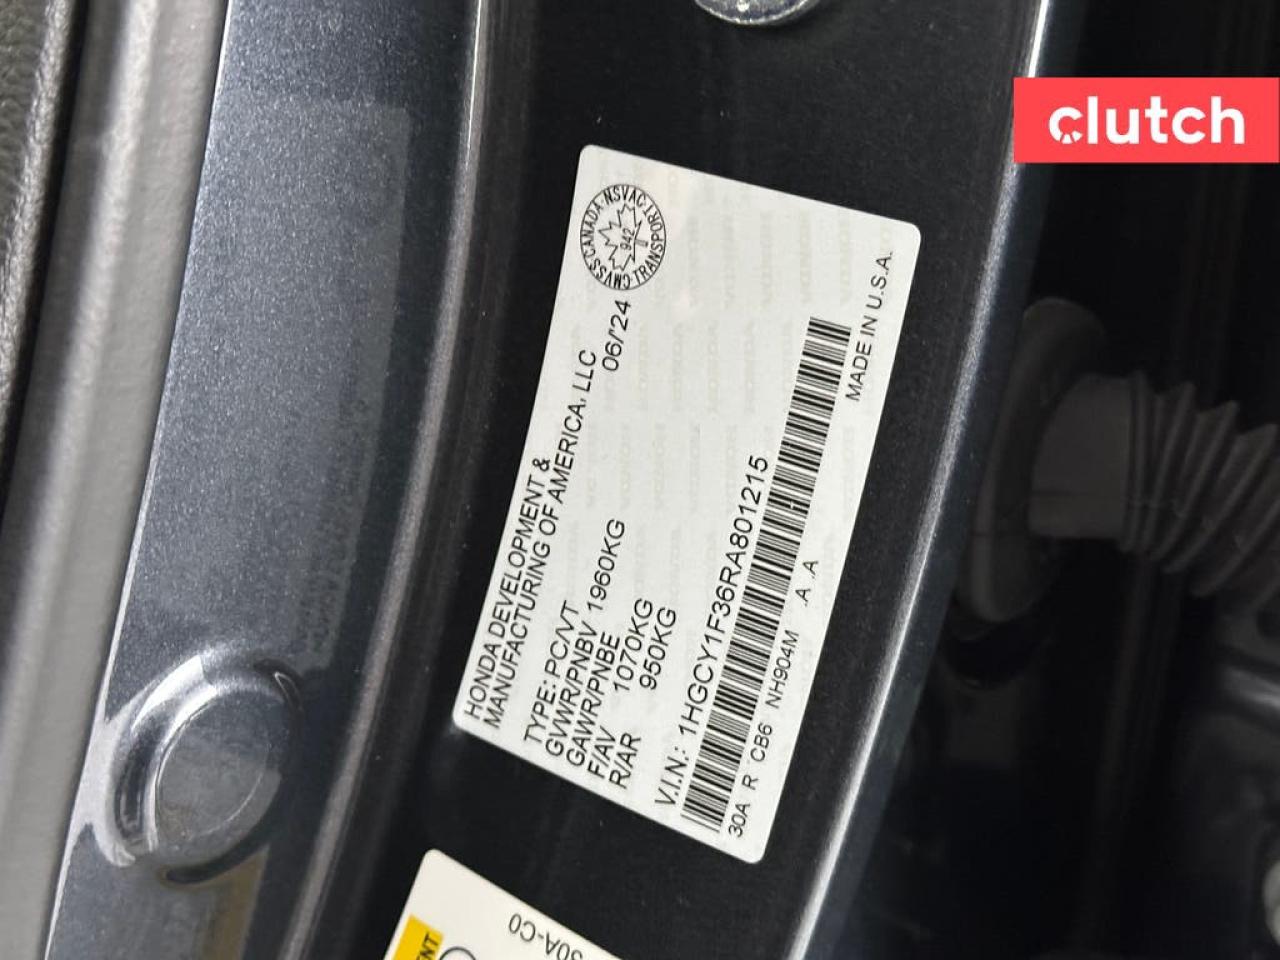 clutch
CMVSS·CANADA·NSVAC·TRANSPORT
942
HONDA DEVELOPMENT &
MANUFACTURING OF AMERICA, LLC
06/'24
TYPE: PC/VT
GVWR/PNBV 1960KG
GAWR/PNBE
F/AV 1070KG
R/AR 950KG
V.I.N.: 1HGCY1F36RA801215
MADE IN U.S.A.
30A R CB6 NH904M .A .A
30A-C0